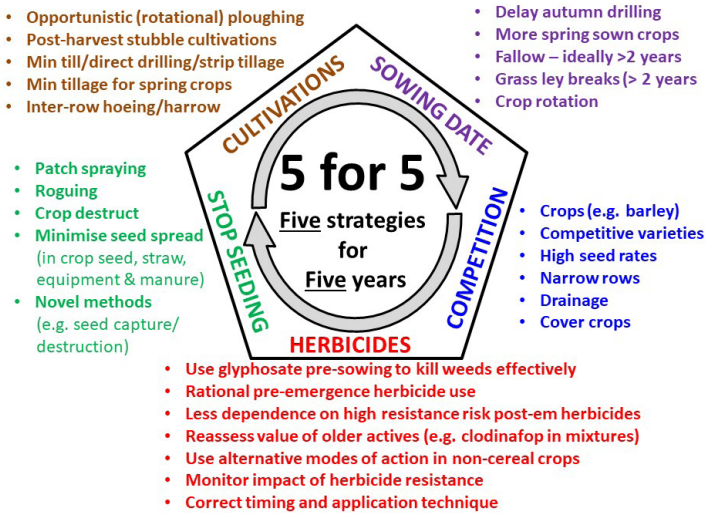 • Opportunistic (rotational) ploughing
• Post-harvest stubble cultivations
• Min till/direct drilling/strip tillage
• Min tillage for spring crops
• Inter-row hoeing/harrow
• Delay autumn drilling
• More spring sown crops
• Fallow – ideally >2 years
• Grass ley breaks (> 2 years
• Crop rotation
CULTIVATIONS
SOWING DATE
5 for 5
Five strategies
for
Five years
• Patch spraying
• Roguing
• Crop destruct
• Minimise seed spread
(in crop seed, straw,
equipment & manure)
• Novel methods
(e.g. seed capture/
destruction)
STOP SEEDING
COMPETITION
• Crops (e.g. barley)
• Competitive varieties
• High seed rates
• Narrow rows
• Drainage
• Cover crops
HERBICIDES
• Use glyphosate pre-sowing to kill weeds effectively
• Rational pre-emergence herbicide use
• Less dependence on high resistance risk post-em herbicides
• Reassess value of older actives (e.g. clodinafop in mixtures)
• Use alternative modes of action in non-cereal crops
• Monitor impact of herbicide resistance
• Correct timing and application technique